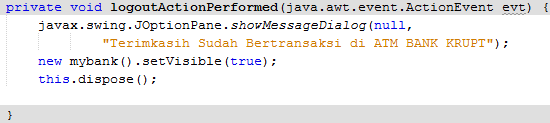 private void logoutActionPerformed(java.awt.event.ActionEvent evt) {
javax.swing.JOptionPane.showMessageDialog(null,
"Terimkasih Sudah Bertransaksi di ATM BANK KRUPT");
new mybank().setVisible(true);
this.dispose();
}